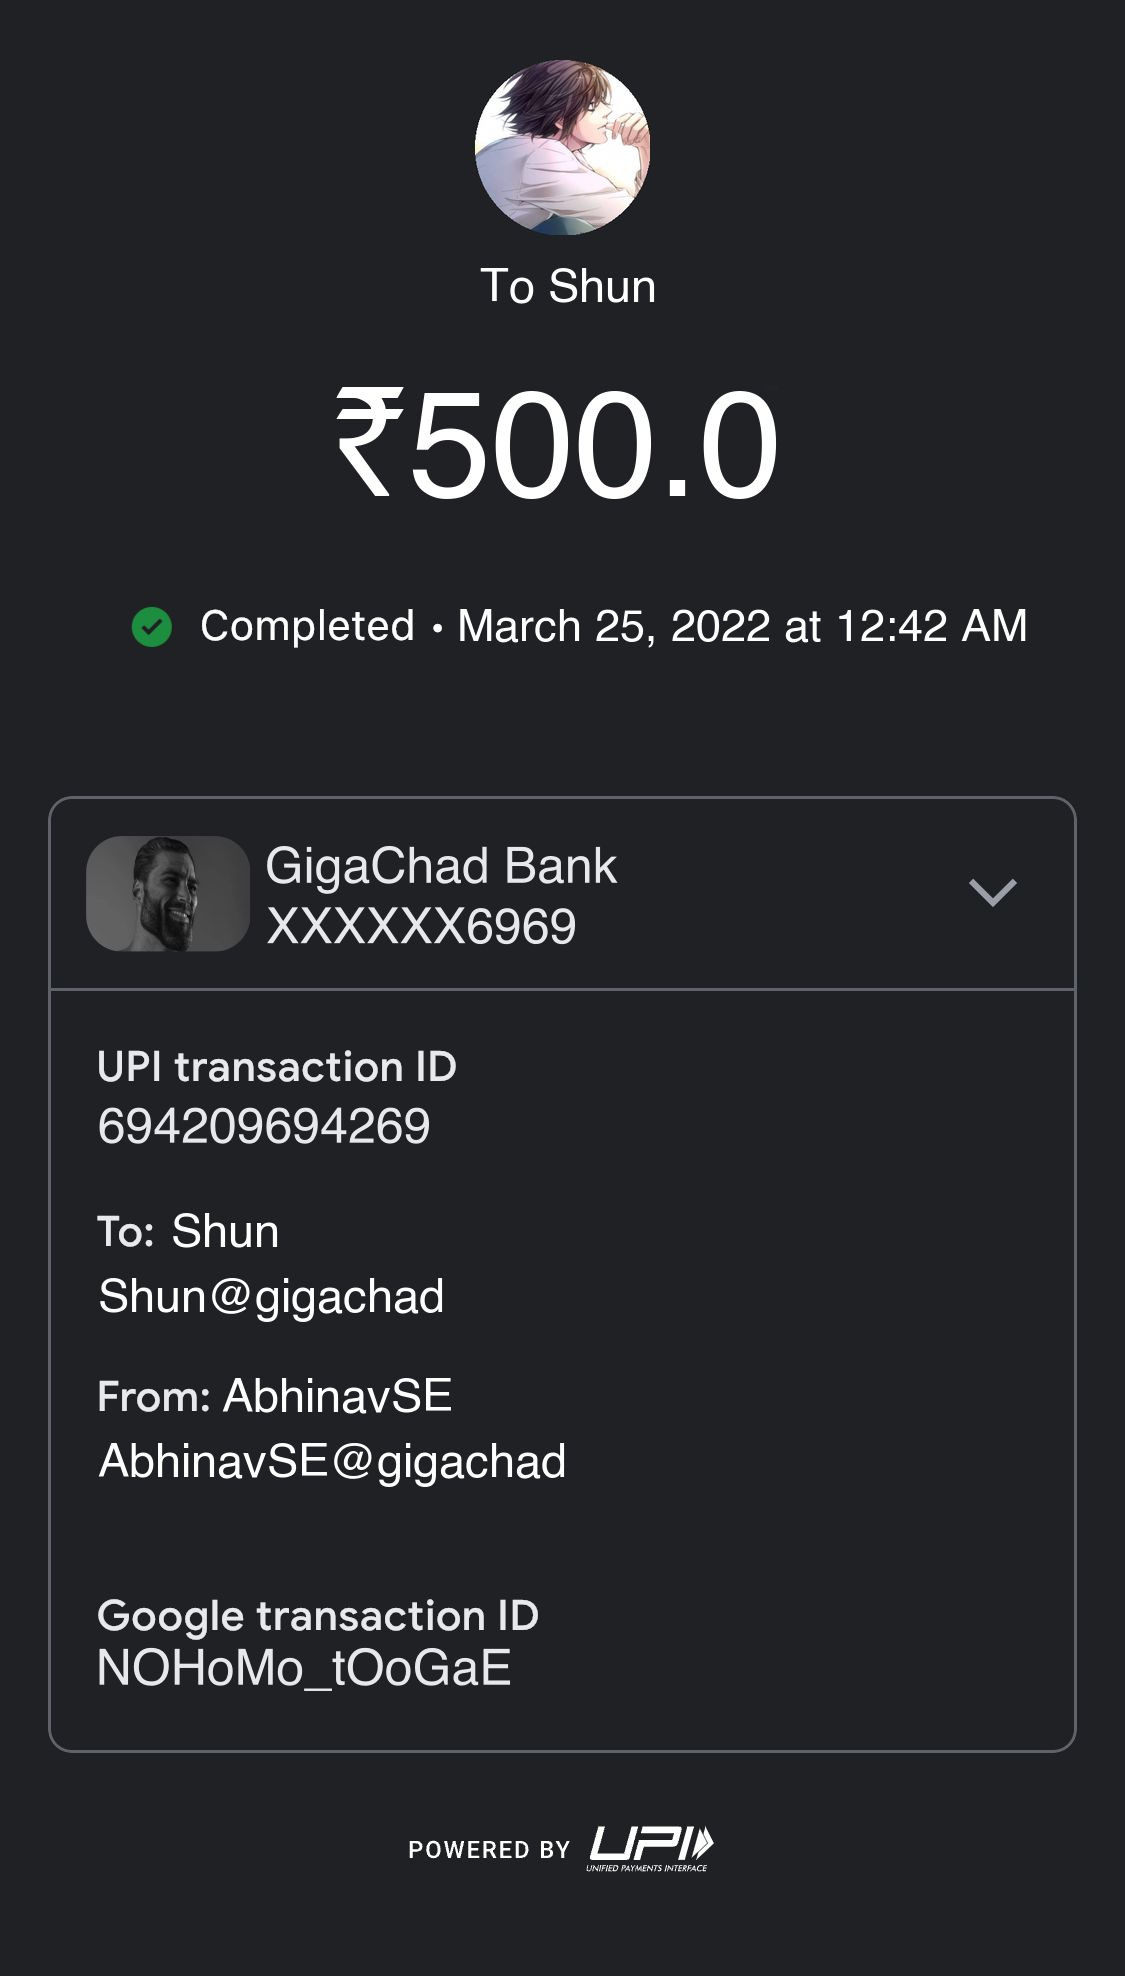 To Shun
₹500.0
Completed • March 25, 2022 at 12:42 AM
GigaChad Bank
XXXXXX6969
UPI transaction ID
694209694269
To: Shun
Shun@gigachad
From: AbhinavSE
AbhinavSE@gigachad
Google transaction ID
NOHoMo_tOoGaE
POWERED BY UPI
UNIFIED PAYMENTS INTERFACE